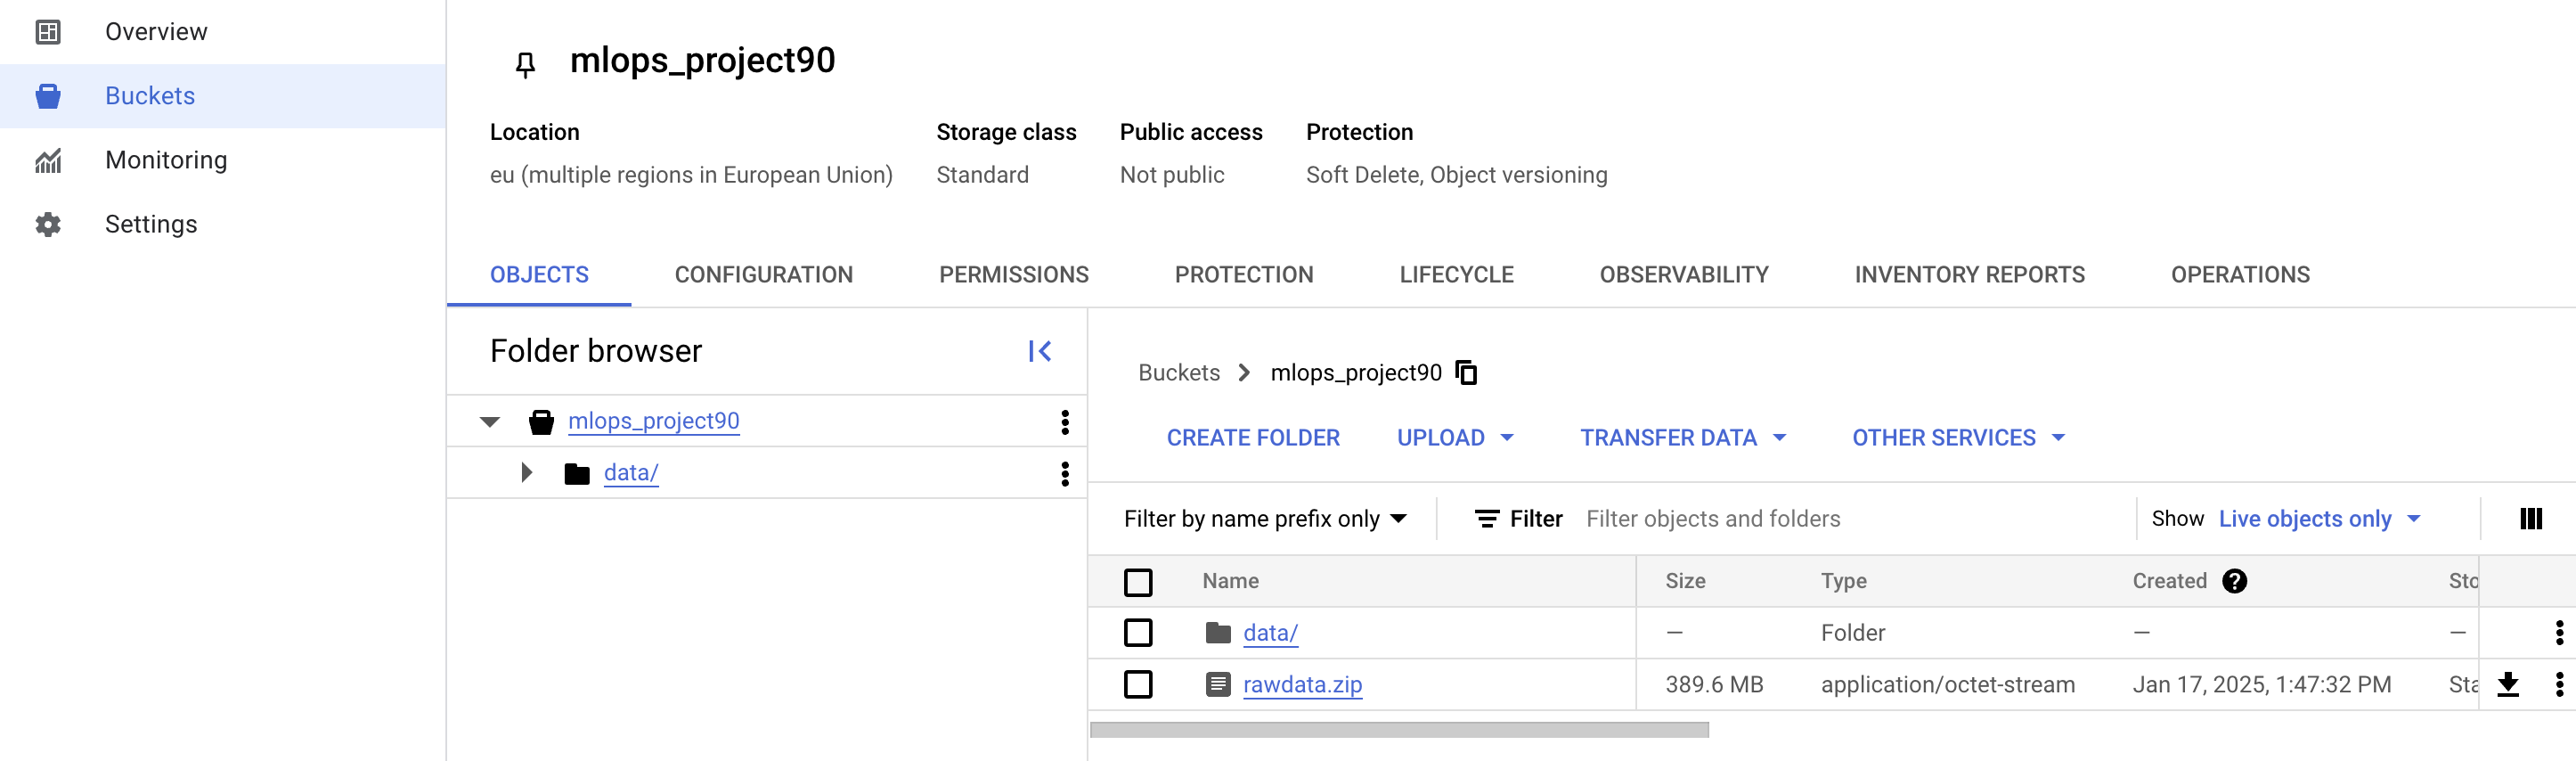 Overview
Buckets
Monitoring
Settings
mlops_project90
Location Storage class Public access Protection
eu (multiple regions in European Union) Standard Not public Soft Delete, Object versioning
OBJECTS CONFIGURATION PERMISSIONS PROTECTION LIFECYCLE OBSERVABILITY INVENTORY REPORTS OPERATIONS
Folder browser
mlops_project90
data/
Buckets mlops_project90
CREATE FOLDER UPLOAD TRANSFER DATA OTHER SERVICES
Filter by name prefix only Filter Filter objects and folders Show Live objects only
Name Size Type Created ? Sto
data/ — Folder — —
rawdata.zip 389.6 MB application/octet-stream Jan 17, 2025, 1:47:32 PM Sta